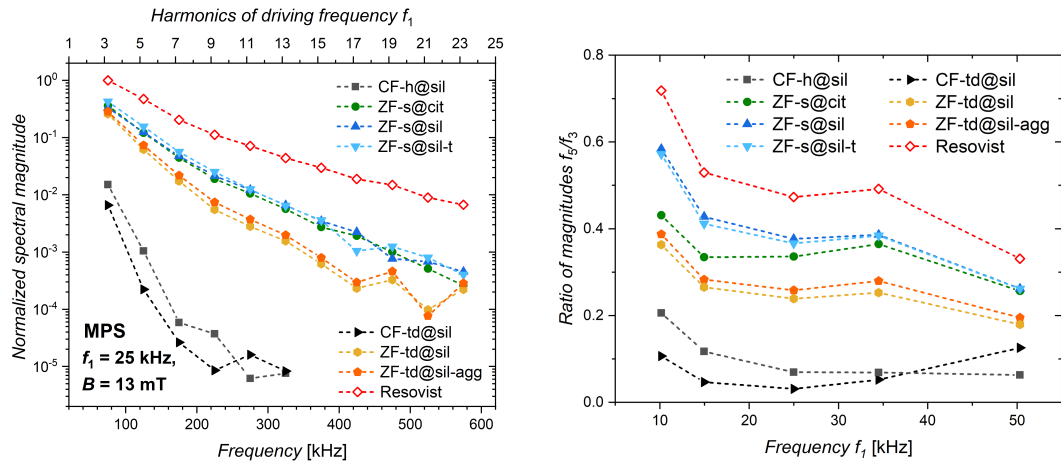 Harmonics of driving frequency f₁
1 3 5 7 9 11 13 15 17 19 21 23 25
Normalized spectral magnitude
10⁰
10⁻¹
10⁻²
10⁻³
10⁻⁴
10⁻⁵
CF-h@sil
ZF-s@cit
ZF-s@sil
ZF-s@sil-t
MPS
f₁ = 25 kHz,
B = 13 mT
CF-td@sil
ZF-td@sil
ZF-td@sil-agg
Resovist
100 200 300 400 500 600
Frequency [kHz]
Ratio of magnitudes f₅/f₃
0.8
0.6
0.4
0.2
0.0
CF-h@sil
ZF-s@cit
ZF-s@sil
ZF-s@sil-t
CF-td@sil
ZF-td@sil
ZF-td@sil-agg
Resovist
10 20 30 40 50
Frequency f₁ [kHz]